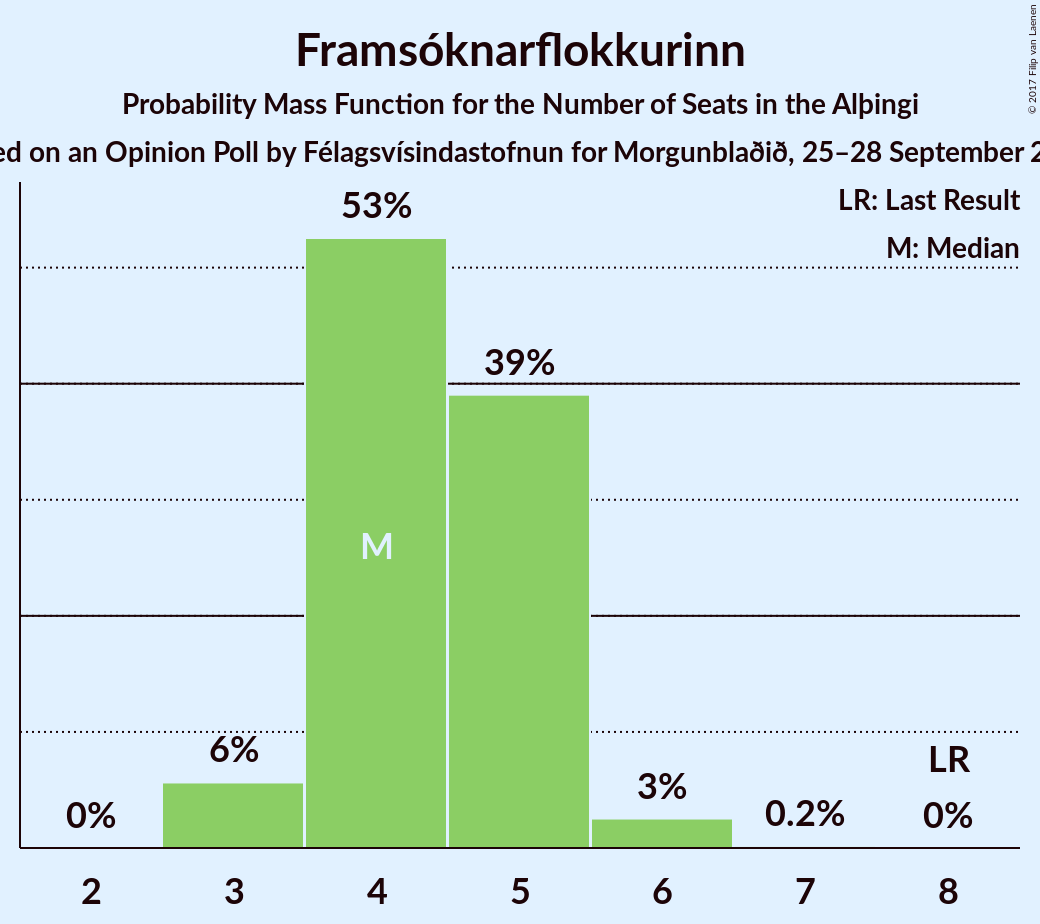 Framsóknarflokkurinn
Probability Mass Function for the Number of Seats in the Alþingi
on an Opinion Poll by Félagsvísindastofnun for Morgunblaðið, 25–28 September
© 2017 Filip van Laenen
LR: Last Result
M: Median
53%
39%
M
6%
3%
LR
0%
0.2%
0%
2 3 4 5 6 7 8